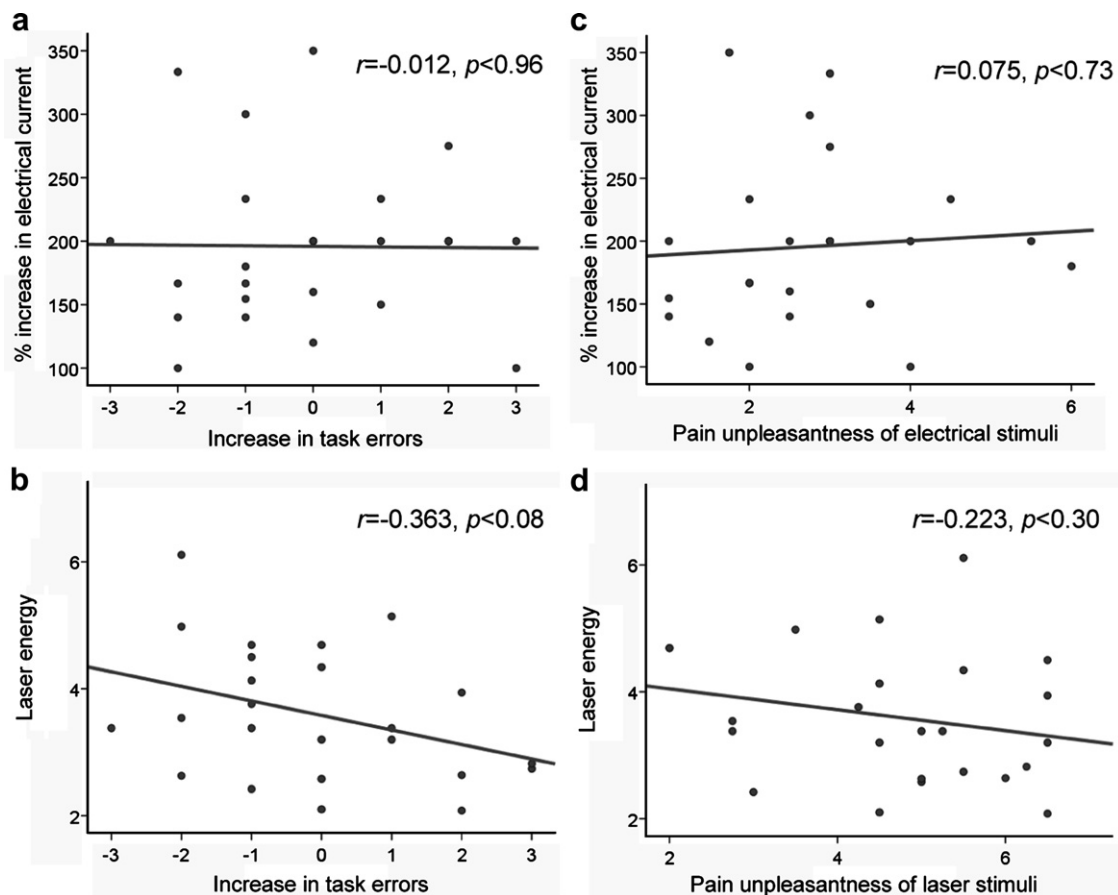 a
r=-0.012, p<0.96
% increase in electrical current
350
300
250
200
150
100
-3 -2 -1 0 1 2 3
Increase in task errors
c
r=0.075, p<0.73
% increase in electrical current
350
300
250
200
150
100
2 4 6
Pain unpleasantness of electrical stimuli
b
r=-0.363, p<0.08
Laser energy
6
4
2
-3 -2 -1 0 1 2 3
Increase in task errors
d
r=-0.223, p<0.30
Laser energy
6
4
2
2 4 6
Pain unpleasantness of laser stimuli